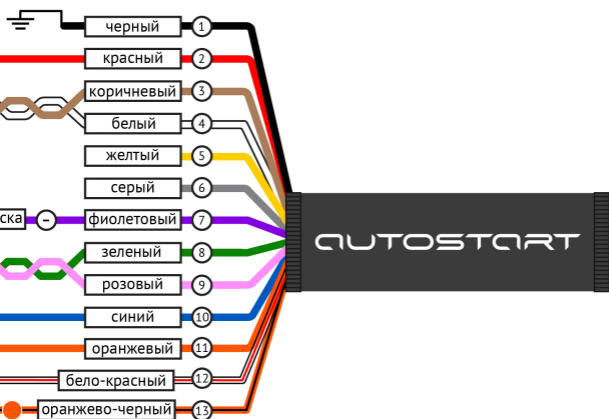 черный 1
красный 2
коричневый 3
белый 4
желтый 5
серый 6
ска – фиолетовый 7
зеленый 8
розовый 9
синий 10
оранжевый 11
бело-красный 12
оранжево-черный 13
AUTOSTART